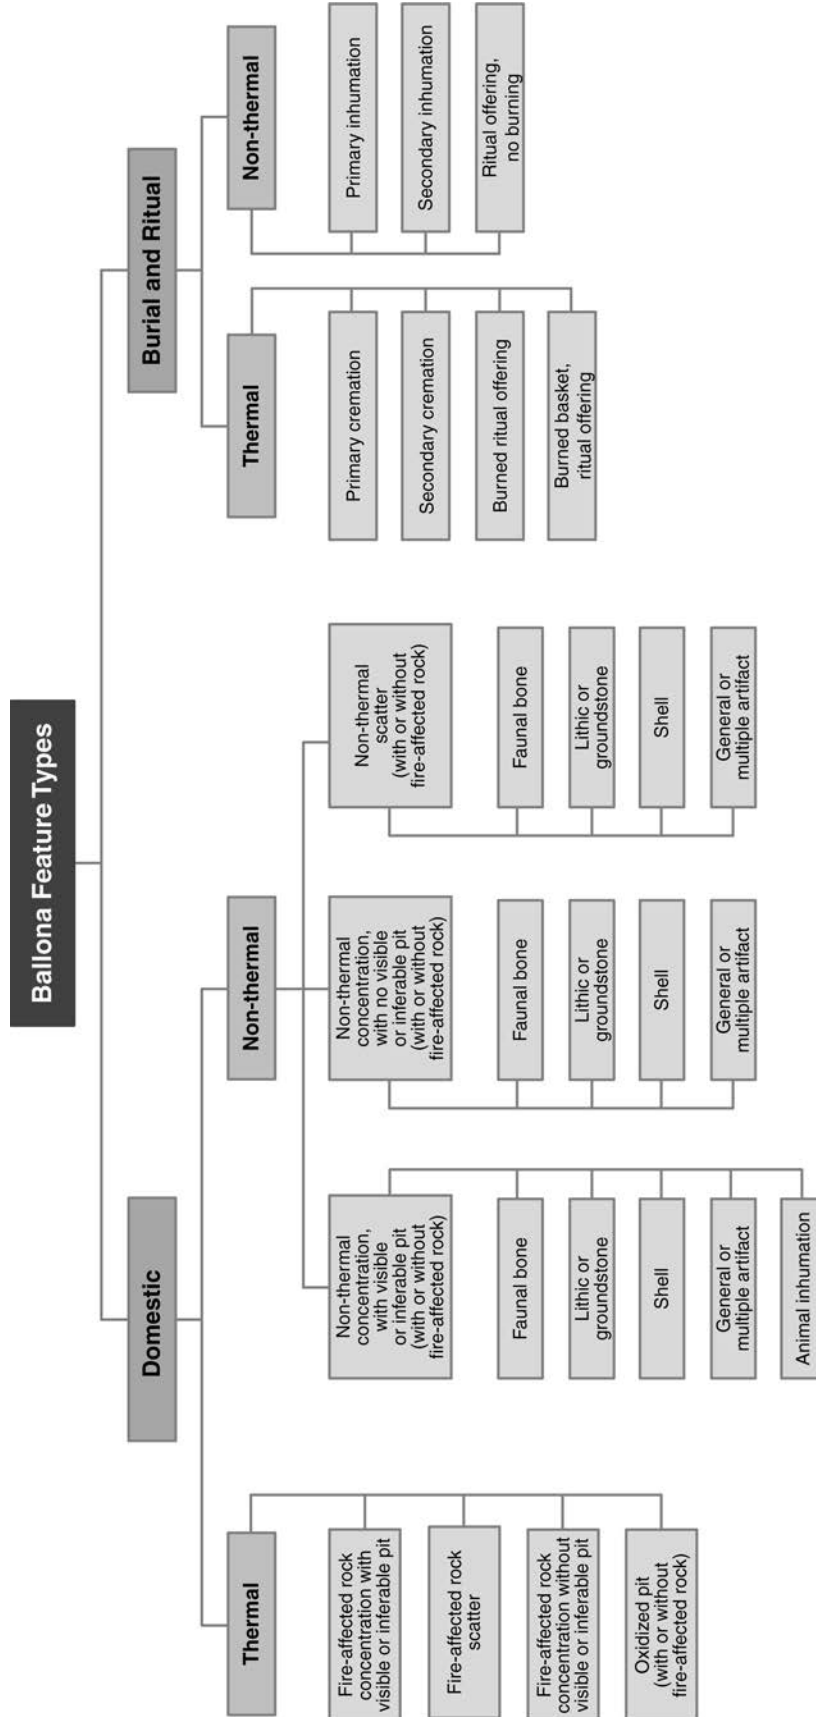 Ballona Feature Types
Domestic
Burial and Ritual
Thermal
Non-thermal
Thermal
Non-thermal
Fire-affected rock
concentration with
visible or inferable pit
Fire-affected rock
scatter
Fire-affected rock
concentration without
visible or inferable pit
Oxidized pit
(with or without
fire-affected rock)
Non-thermal
concentration,
with visible
or inferable pit
(with or without
fire-affected rock)
Faunal bone
Lithic or
groundstone
Shell
General or
multiple artifact
Animal inhumation
Non-thermal
concentration,
with no visible
or inferable pit
(with or without
fire-affected rock)
Faunal bone
Lithic or
groundstone
Shell
General or
multiple artifact
Non-thermal
scatter
(with or without
fire-affected rock)
Faunal bone
Lithic or
groundstone
Shell
General or
multiple artifact
Primary cremation
Secondary cremation
Burned ritual offering
Burned basket,
ritual offering
Primary inhumation
Secondary inhumation
Ritual offering,
no burning